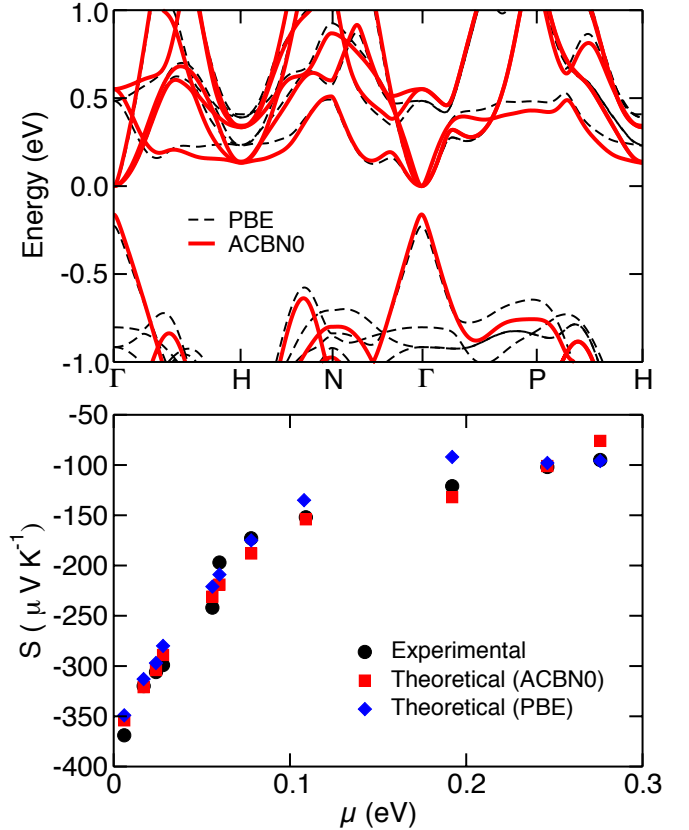 1.0
0.5
0.0
-0.5
-1.0
Energy (eV)
PBE
ACBN0
Γ H N Γ P H
-50
-100
-150
-200
-250
-300
-350
-400
S ( μ V K⁻¹)
Experimental
Theoretical (ACBN0)
Theoretical (PBE)
0 0.1 0.2 0.3
μ (eV)